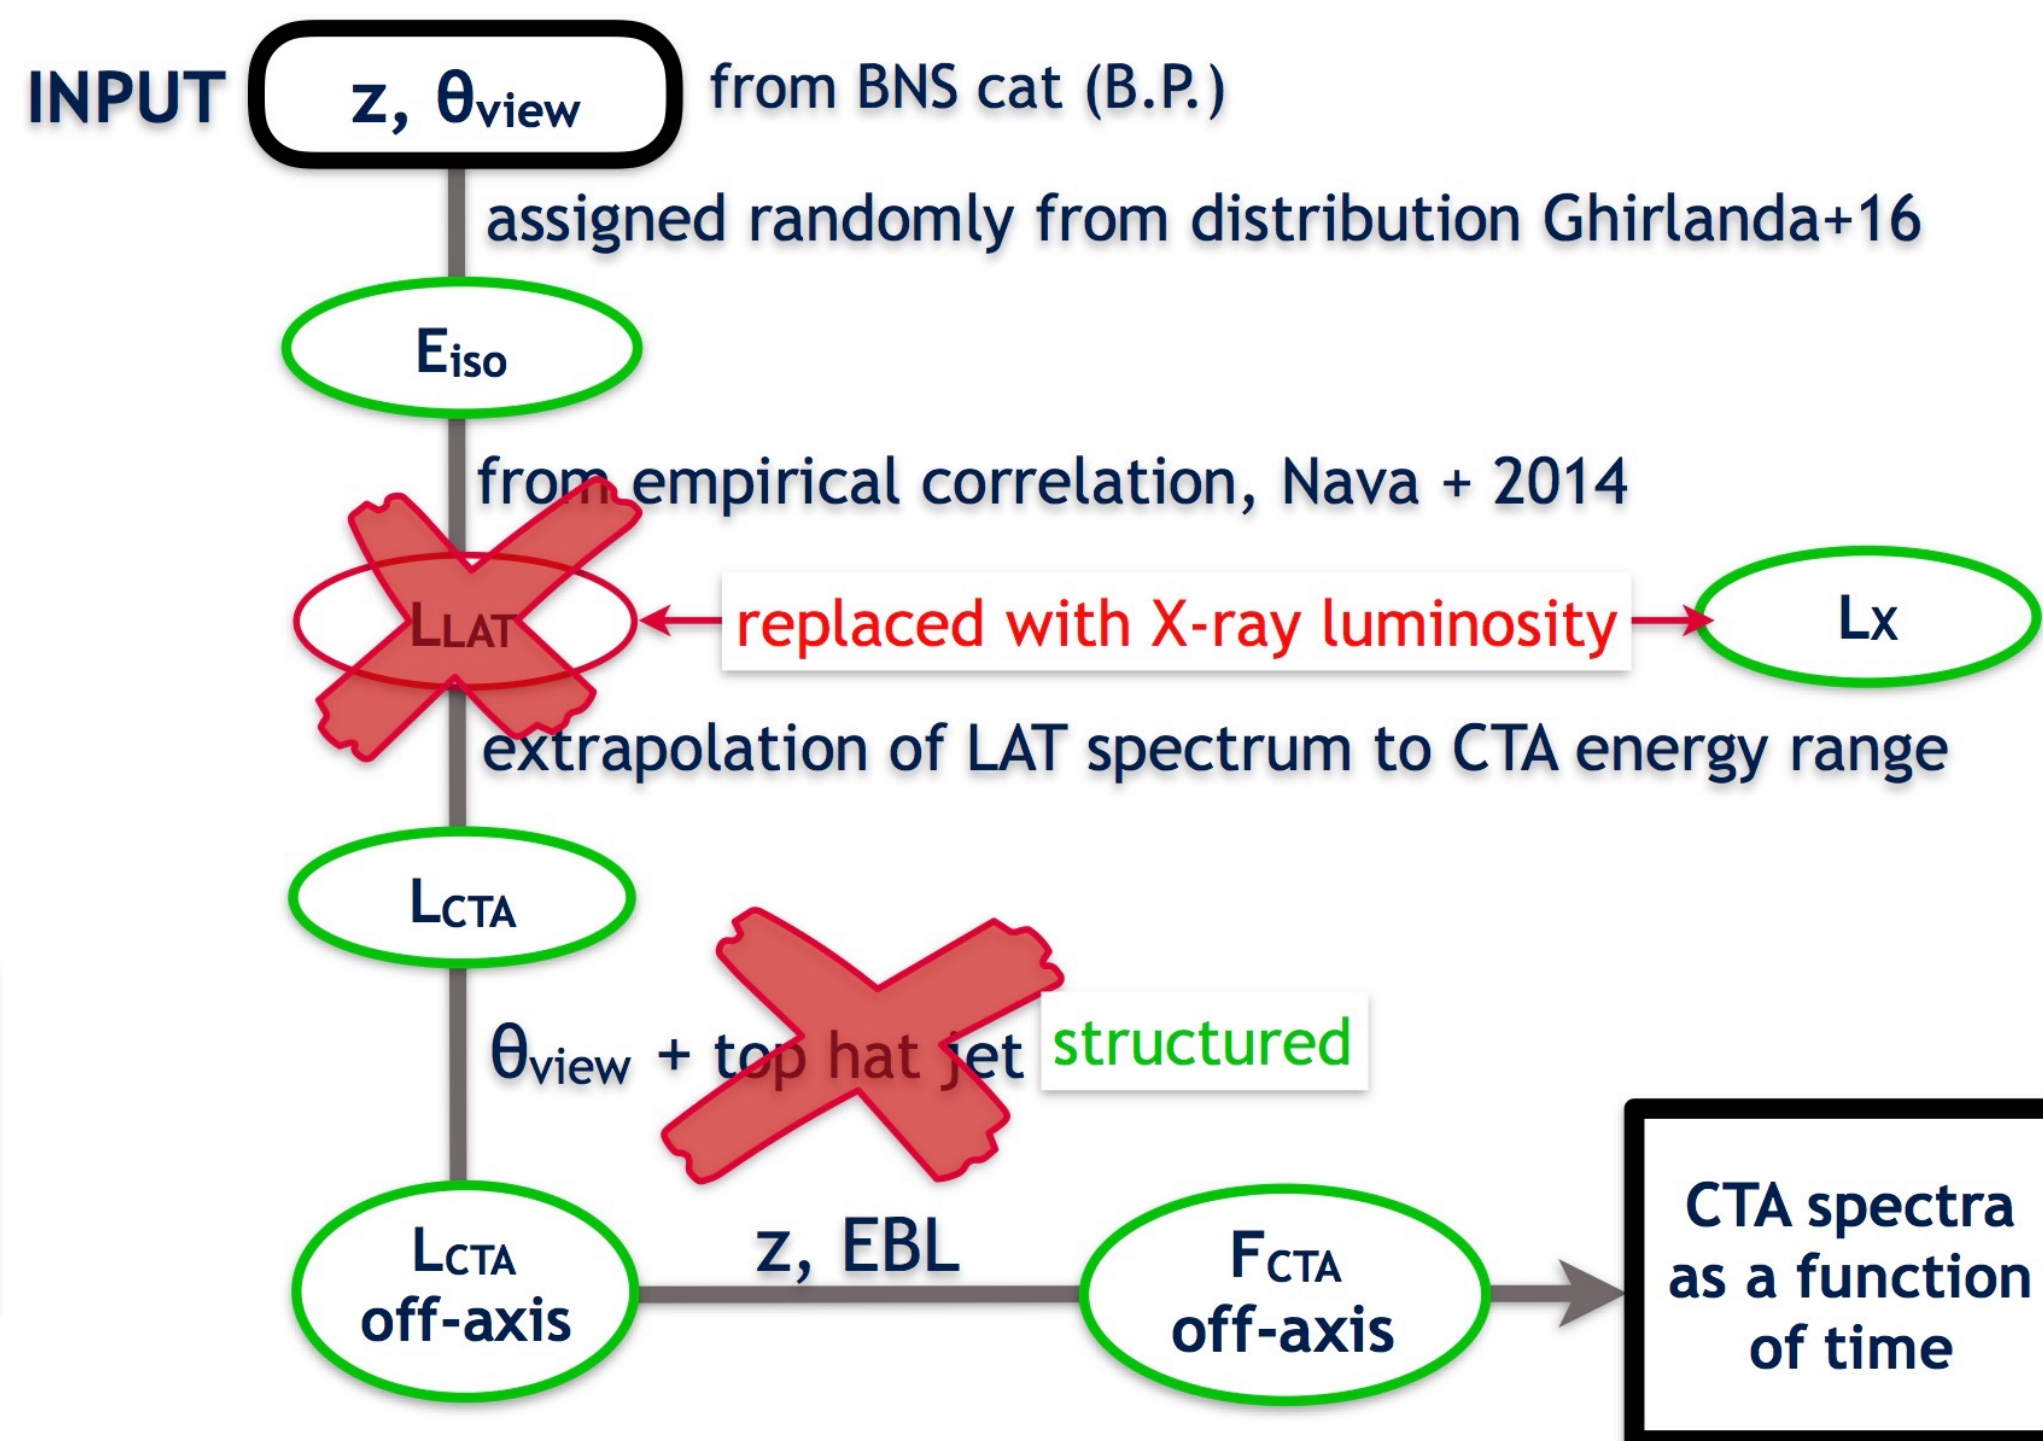 INPUT z, θview from BNS cat (B.P.)
assigned randomly from distribution Ghirlanda+16
Eiso
from empirical correlation, Nava + 2014
LLAT replaced with X-ray luminosity LX
extrapolation of LAT spectrum to CTA energy range
LCTA
θview + top hat jet structured
z, EBL
LCTA
off-axis
FCTA
off-axis
CTA spectra
as a function
of time